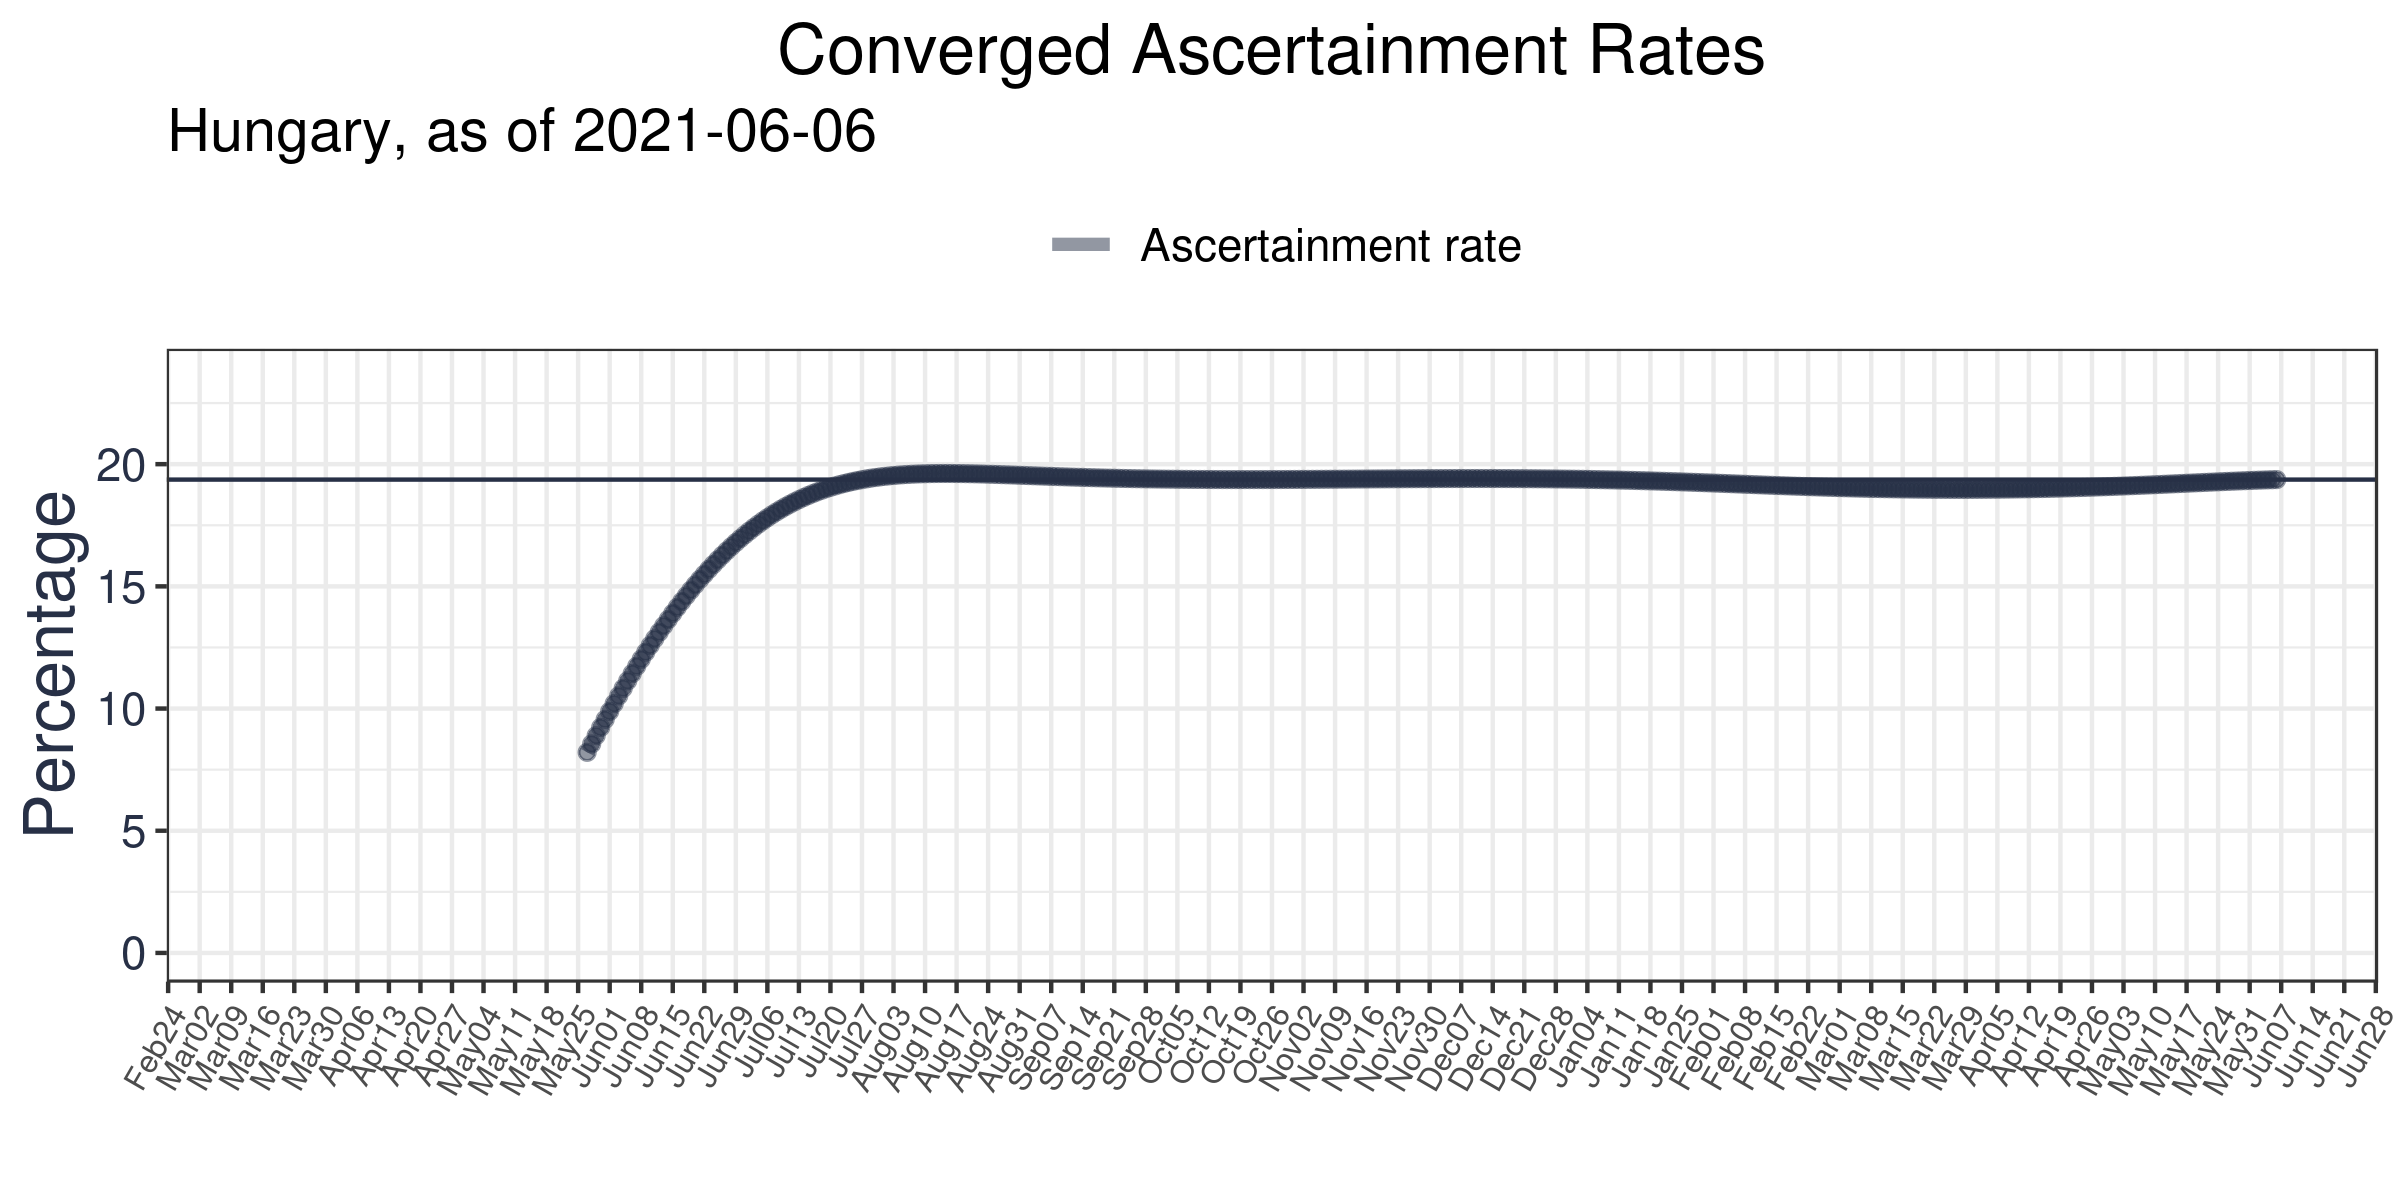 Converged Ascertainment Rates
Hungary, as of 2021-06-06
Ascertainment rate
Percentage
20
15
10
5
0
Feb24 Mar02 Mar09 Mar16 Mar23 Mar30 Apr06 Apr13 Apr20 Apr27 May04 May11 May18 May25 Jun01 Jun08 Jun15 Jun22 Jun29 Jul06 Jul13 Jul20 Jul27 Aug03 Aug10 Aug17 Aug24 Aug31 Sep07 Sep14 Sep21 Sep28 Oct05 Oct12 Oct19 Oct26 Nov02 Nov09 Nov16 Nov23 Nov30 Dec07 Dec14 Dec21 Dec28 Jan04 Jan11 Jan18 Jan25 Feb01 Feb08 Feb15 Feb22 Mar01 Mar08 Mar15 Mar22 Mar29 Apr05 Apr12 Apr19 Apr26 May03 May10 May17 May24 May31 Jun07 Jun14 Jun21 Jun28